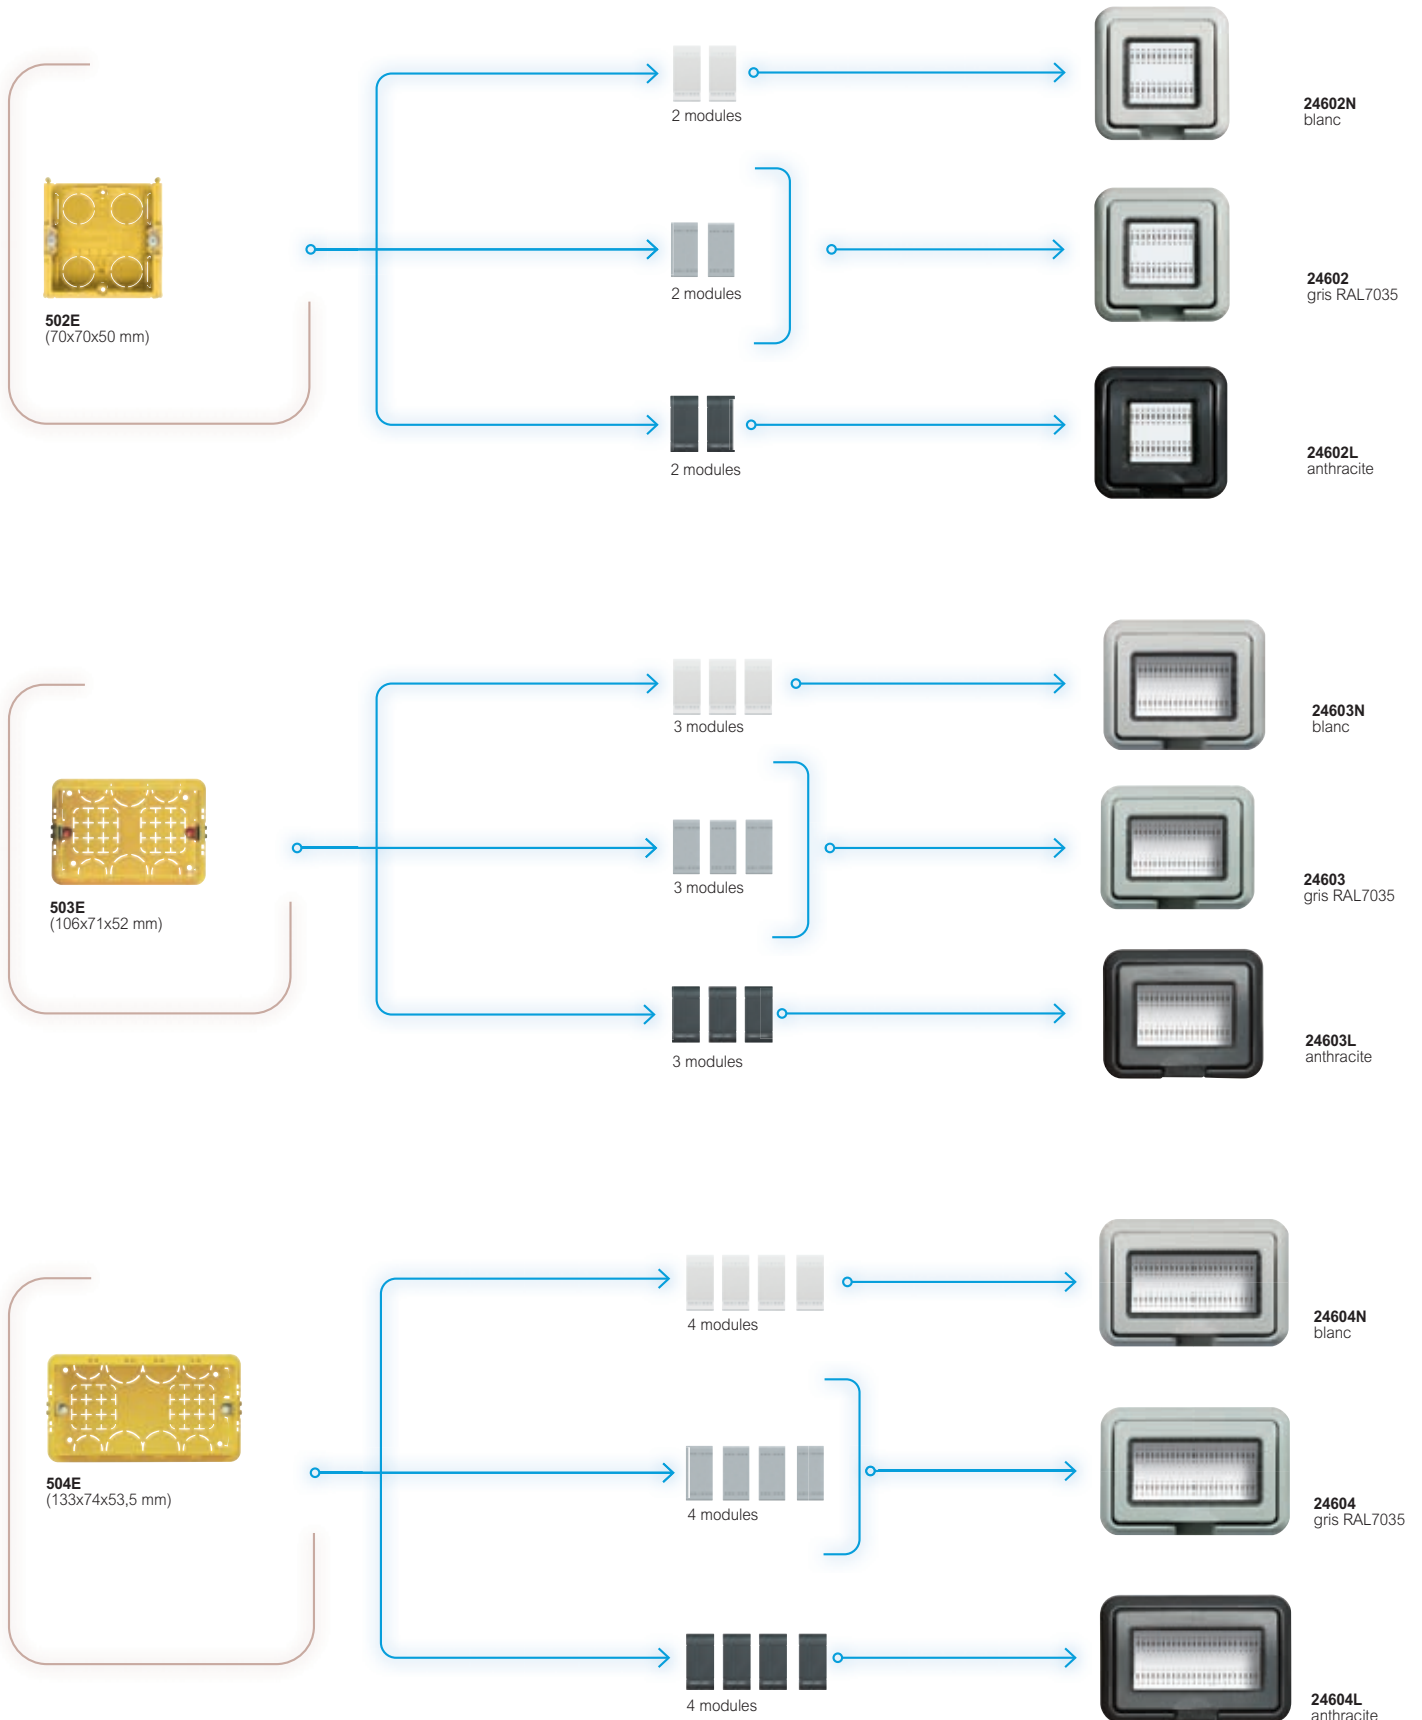 2 modules
24602N
blanc
502E
(70x70x50 mm)
2 modules
24602
gris RAL7035
2 modules
24602L
anthracite
3 modules
24603N
blanc
503E
(106x71x52 mm)
3 modules
24603
gris RAL7035
3 modules
24603L
anthracite
4 modules
24604N
blanc
504E
(133x74x53,5 mm)
4 modules
24604
gris RAL7035
4 modules
24604L
anthracite